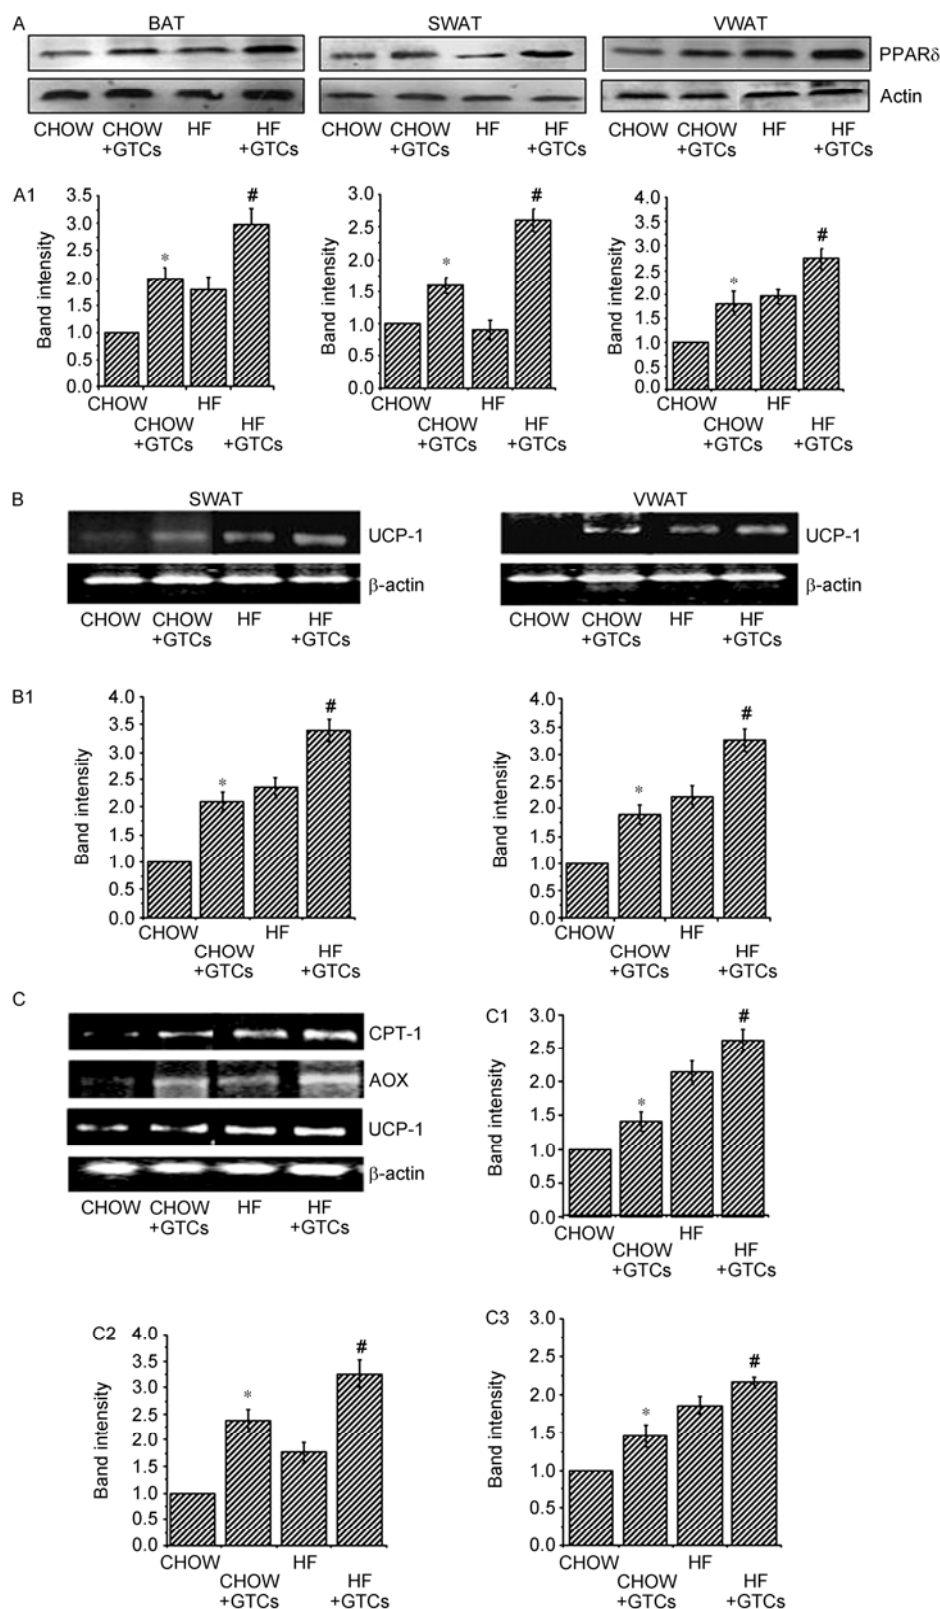 A BAT SWAT VWAT
PPARδ
Actin
CHOW CHOW HF HF CHOW CHOW HF HF CHOW CHOW HF HF
+GTCs +GTCs +GTCs +GTCs +GTCs +GTCs
A1
Band intensity
3.5
3.0
2.5
2.0
1.5
1.0
0.5
0.0
*
#
CHOW HF
CHOW HF
+GTCs +GTCs
Band intensity
3.0
2.5
2.0
1.5
1.0
0.5
0.0
*
#
CHOW HF
CHOW HF
+GTCs +GTCs
Band intensity
4.0
3.5
3.0
2.5
2.0
1.5
1.0
0.5
0.0
*
#
CHOW HF
CHOW HF
+GTCs +GTCs
B SWAT VWAT
UCP-1 UCP-1
β-actin β-actin
CHOW CHOW HF HF CHOW CHOW HF HF
+GTCs +GTCs +GTCs +GTCs
B1
Band intensity
4.0
3.5
3.0
2.5
2.0
1.5
1.0
0.5
0.0
*
#
CHOW HF
CHOW HF
+GTCs +GTCs
Band intensity
4.0
3.5
3.0
2.5
2.0
1.5
1.0
0.5
0.0
*
#
CHOW HF
CHOW HF
+GTCs +GTCs
C
CPT-1
AOX
UCP-1
β-actin
CHOW CHOW HF HF
+GTCs +GTCs
C1
Band intensity
3.0
2.5
2.0
1.5
1.0
0.5
0.0
*
#
CHOW HF
CHOW HF
+GTCs +GTCs
C2
Band intensity
4.0
3.5
3.0
2.5
2.0
1.5
1.0
0.5
0.0
*
#
CHOW HF
CHOW HF
+GTCs +GTCs
C3
Band intensity
3.0
2.5
2.0
1.5
1.0
0.5
0.0
*
#
CHOW HF
CHOW HF
+GTCs +GTCs